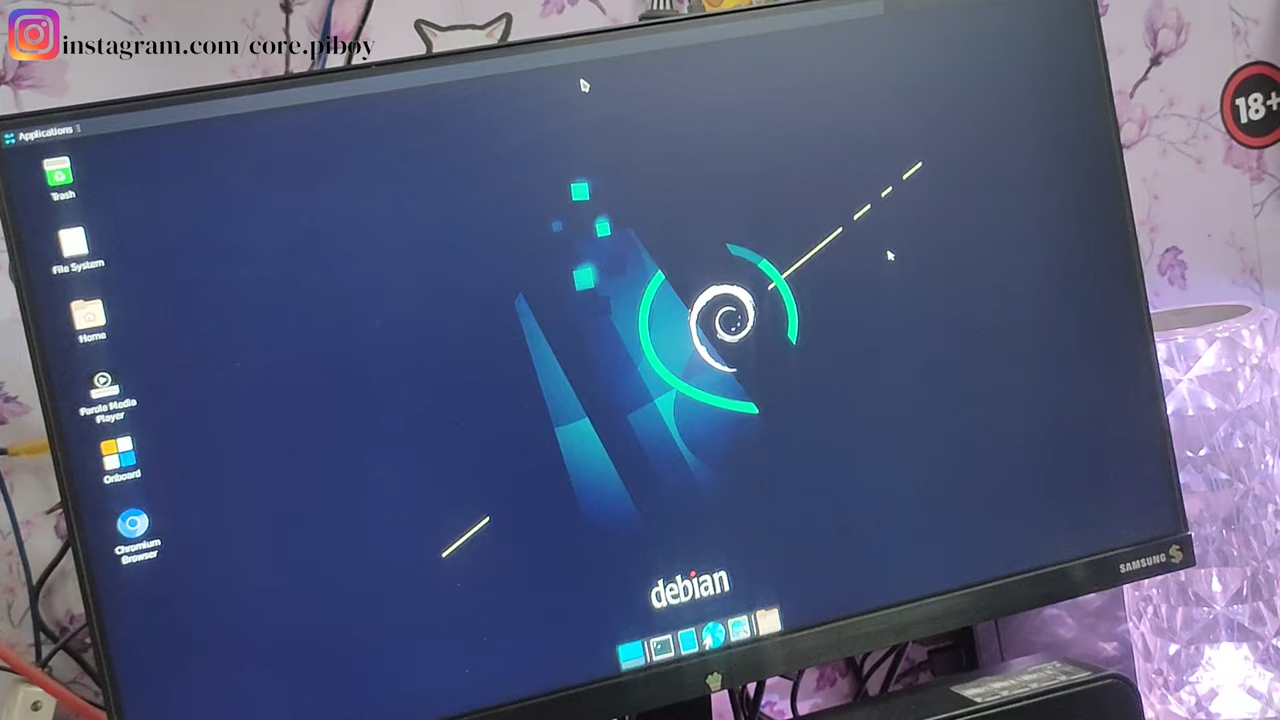 instagram.com/core.piboy
18+
Applications
Trash
File System
Home
Parole Media
Player
Onboard
Chromium
Browser
debian
SAMSUNG